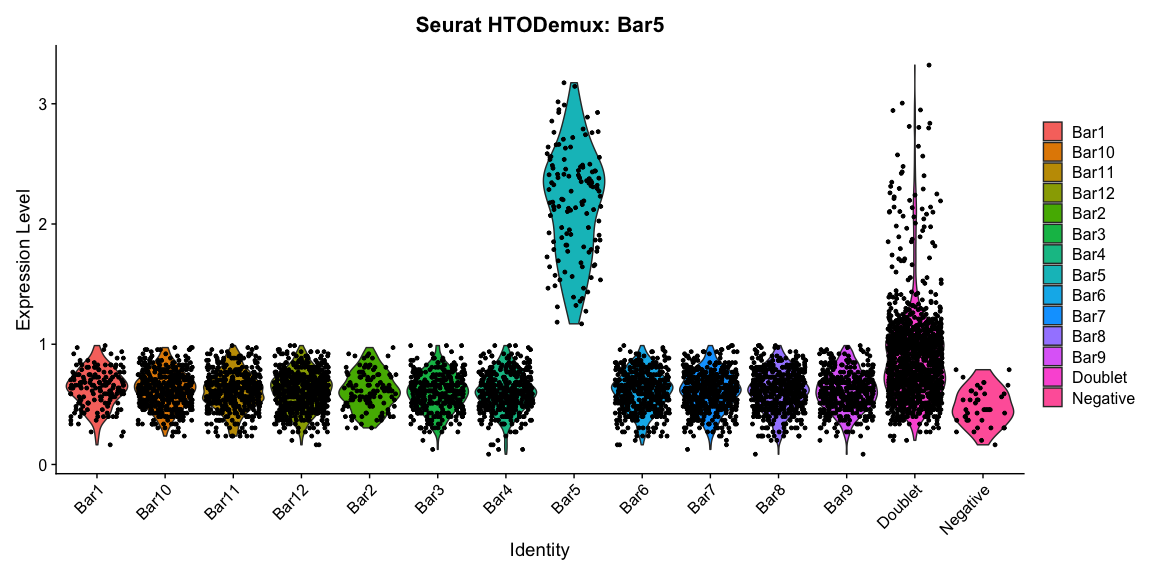 Seurat HTODemux: Bar5
Expression Level
3
2
1
0
Bar1
Bar10
Bar11
Bar12
Bar2
Bar3
Bar4
Bar5
Bar6
Bar7
Bar8
Bar9
Doublet
Negative
Identity
Bar1
Bar10
Bar11
Bar12
Bar2
Bar3
Bar4
Bar5
Bar6
Bar7
Bar8
Bar9
Doublet
Negative